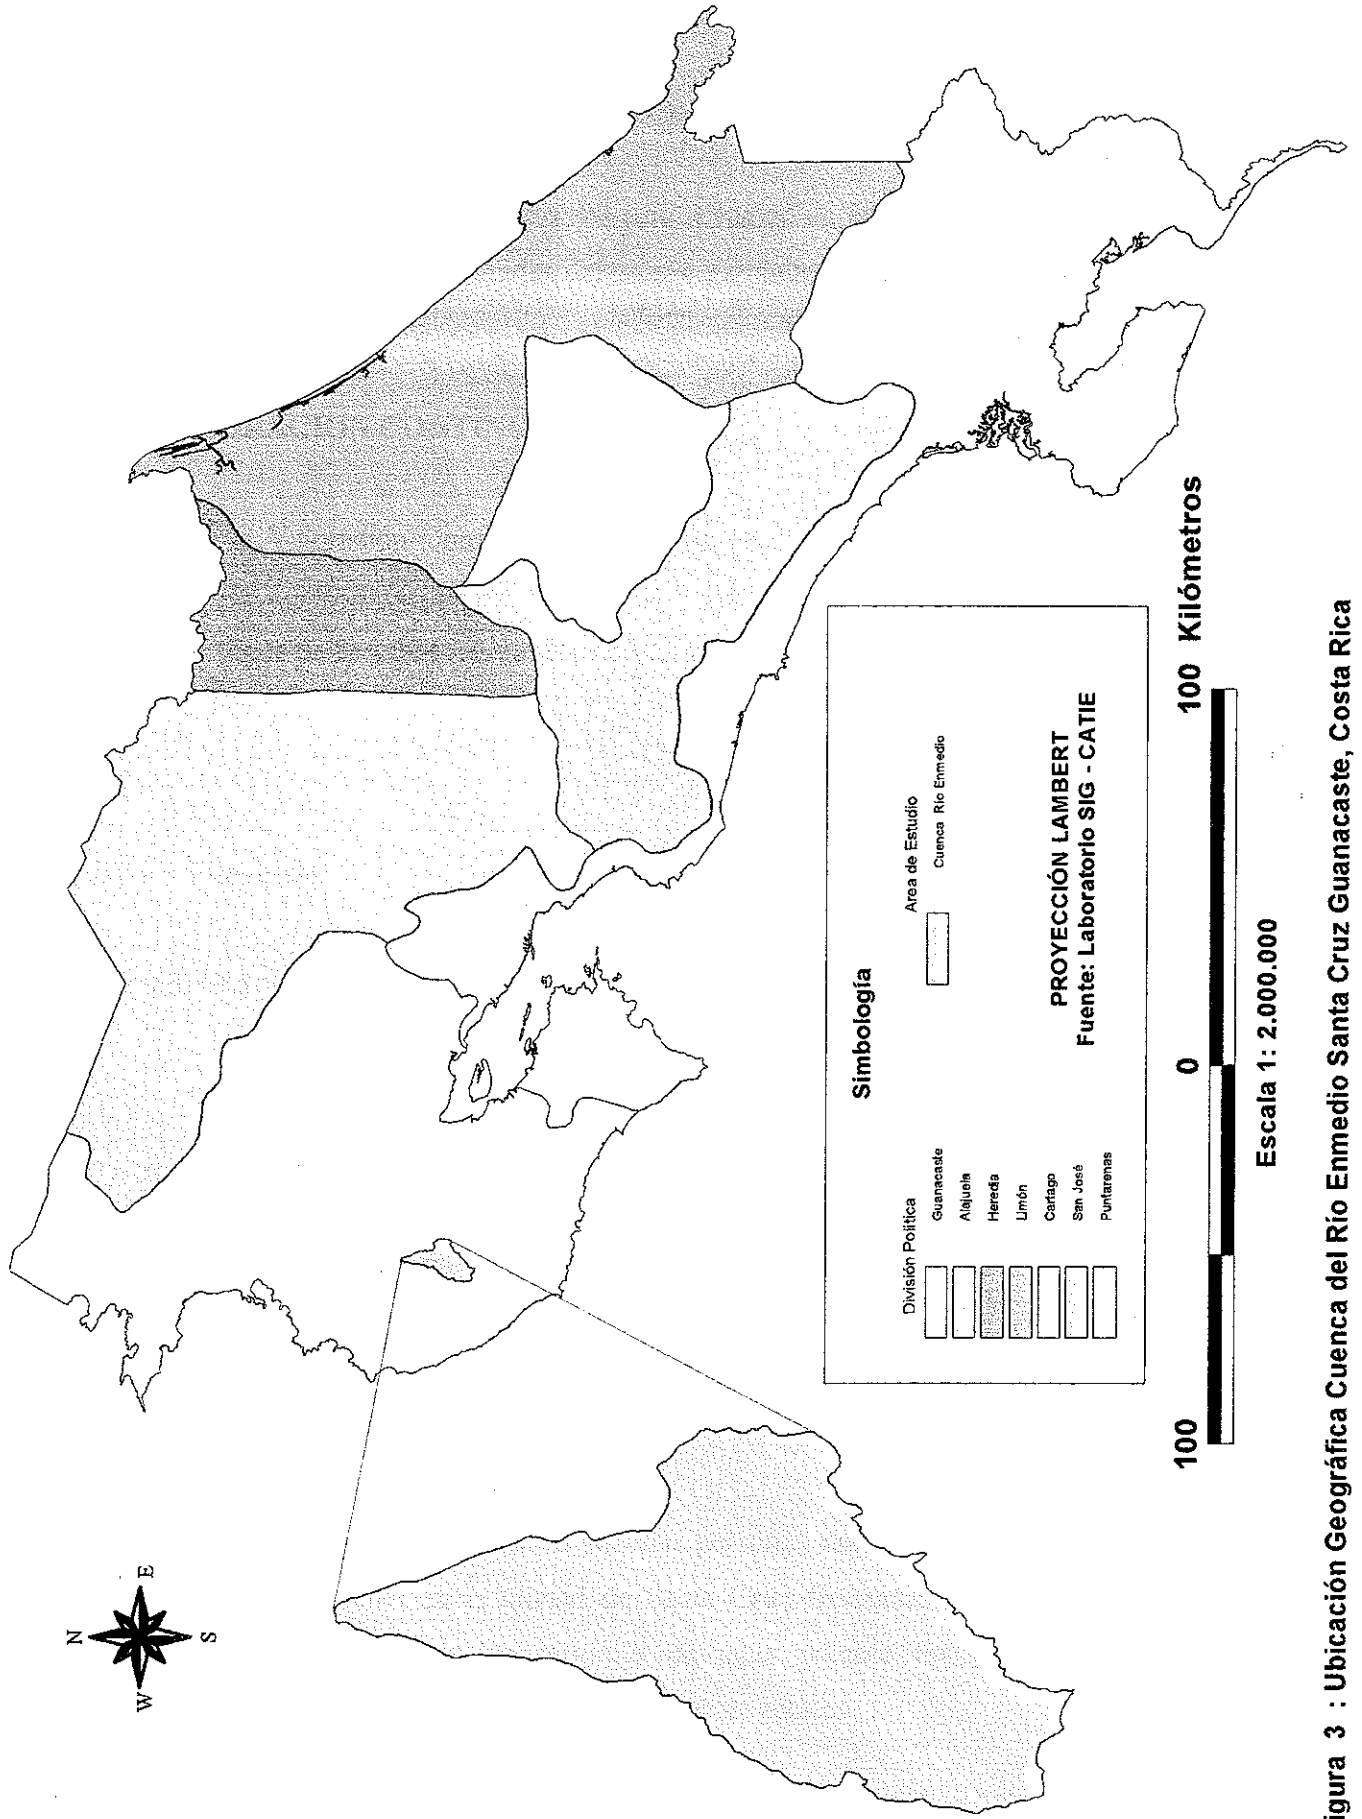 N
W E
S
Simbología
División Política
Guanacaste
Alajuela
Heredia
Limón
Cartago
San José
Puntarenas
Area de Estudio
Cuenca Río Enmedio
PROYECCIÓN LAMBERT
Fuente: Laboratorio SIG - CATIE
100 0 100 Kilómetros
Escala 1: 2.000.000
igura 3 : Ubicación Geográfica Cuenca del Río Enmedio Santa Cruz Guanacaste, Costa Rica